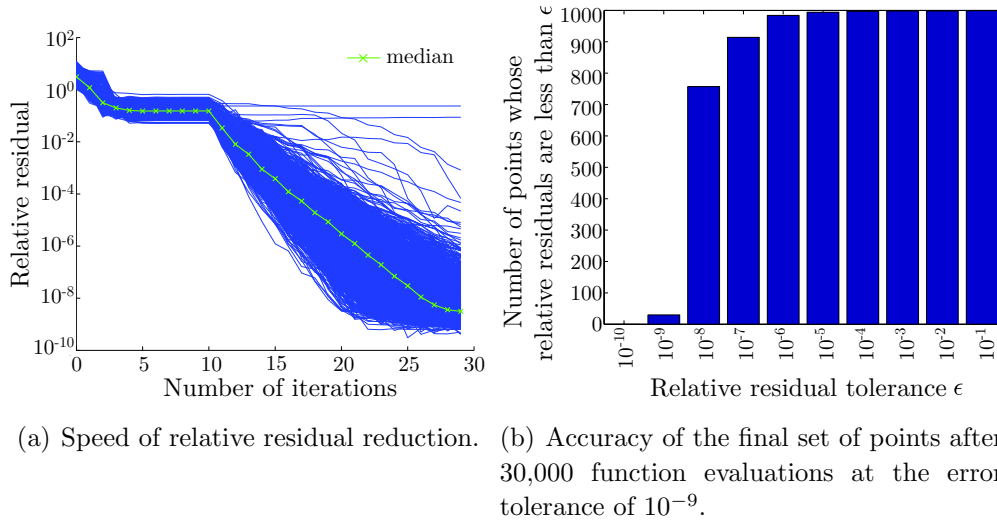 10^2
10^0
10^-2
10^-4
10^-6
10^-8
10^-10
Relative residual
median
0 5 10 15 20 25 30
Number of iterations
(a) Speed of relative residual reduction.
Number of points whose
relative residuals are less than ϵ
1000
900
800
700
600
500
400
300
200
100
0
10^-10 10^-9 10^-8 10^-7 10^-6 10^-5 10^-4 10^-3 10^-2 10^-1
Relative residual tolerance ϵ
(b) Accuracy of the final set of points after
30,000 function evaluations at the error
tolerance of 10^−9.